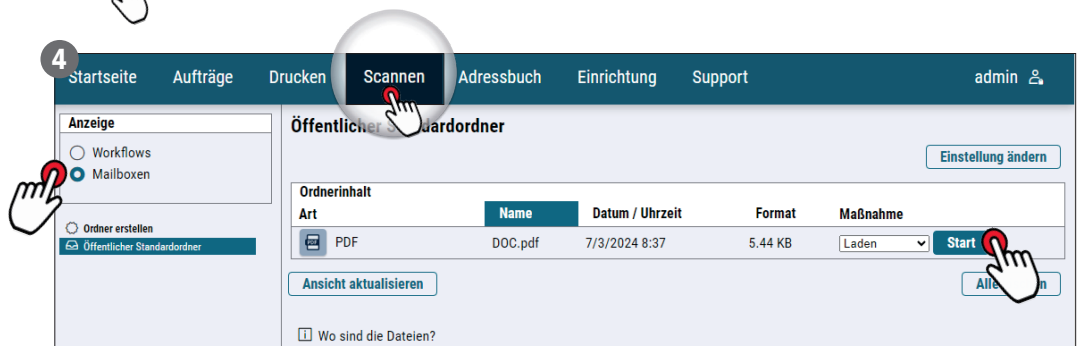 4
Startseite Aufträge Drucken Scannen Adressbuch Einrichtung Support admin
Anzeige
Workflows
Mailboxen
Ordner erstellen
Öffentlicher Standardordner
Öffentlicher Standardordner
Einstellung ändern
Ordnerinhalt
Art Name Datum / Uhrzeit Format Maßnahme
PDF DOC.pdf 7/3/2024 8:37 5.44 KB Laden Start
Ansicht aktualisieren
Wo sind die Dateien?